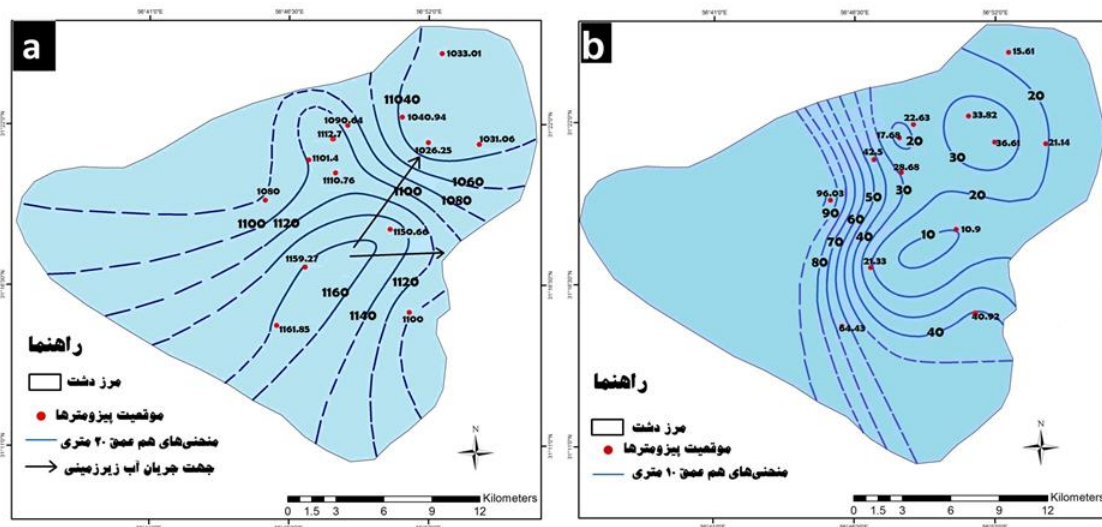 a
1033.01
11040
1040.94
1090.64
1112.7
1031.06
1026.25
1101.4
1110.76
1060
1100
1080
1080
1100
1120
1150.66
1159.27
1120
1160
1140
1100
1161.85
راهنما
مرز دشت
موقعیت پیزومترها
منحنی‌های هم عمق ۲۰ متری
جهت جریان آب زیرزمینی
N
Kilometers
0 1.5 3 6 9 12
b
15.61
20
22.63
33.82
17.68
20
36.61
21.14
30
42.5
28.68
96.03
50
30
20
90
60
10.9
70
40
10
80
21.33
40.92
64.43
40
راهنما
مرز دشت
موقعیت پیزومترها
منحنی‌های هم عمق ۱۰ متری
N
Kilometers
0 1.5 3 6 9 12